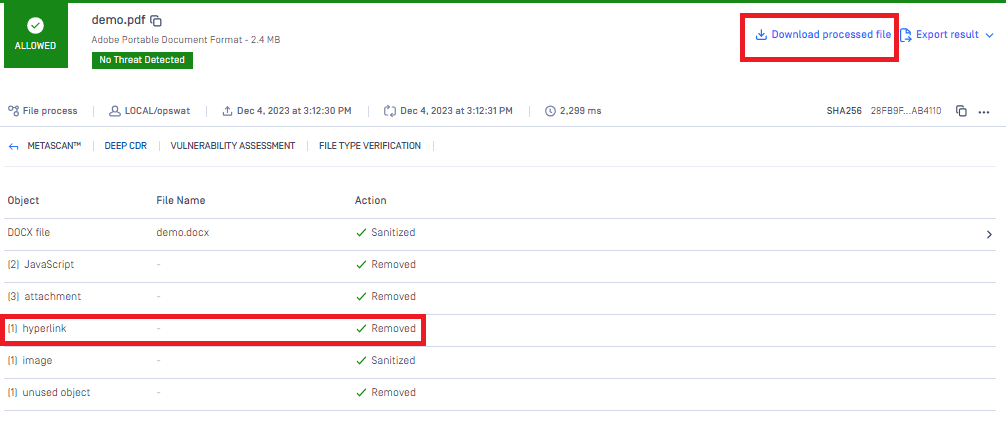 demo.pdf
ALLOWED
Adobe Portable Document Format - 2.4 MB
No Threat Detected
Download processed file
Export result
File process
LOCAL/opswat
Dec 4, 2023 at 3:12:30 PM
Dec 4, 2023 at 3:12:31 PM
2,299 ms
SHA256 28FB9F...AB4110
METASCAN™
DEEP CDR
VULNERABILITY ASSESSMENT
FILE TYPE VERIFICATION
Object File Name Action
DOCX file demo.docx Sanitized
(2) JavaScript - Removed
(3) attachment - Removed
(1) hyperlink - Removed
(1) image - Sanitized
(1) unused object - Removed